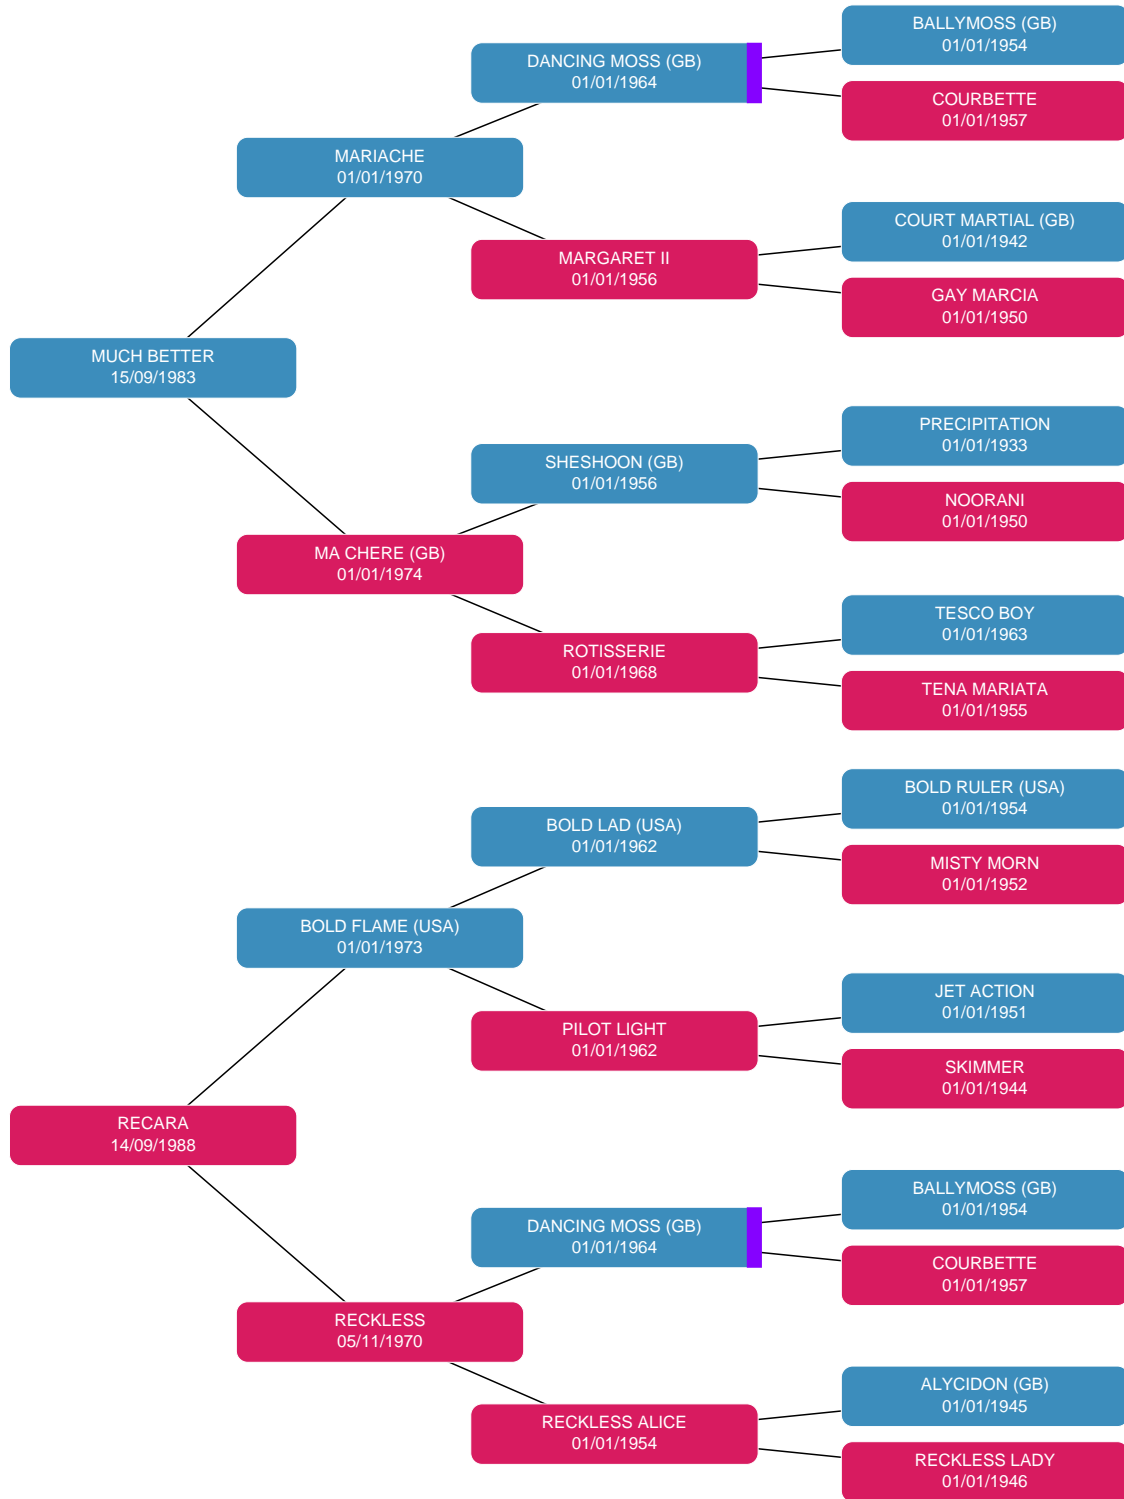 BALLYMOSS (GB)
01/01/1954
DANCING MOSS (GB)
01/01/1964
COURBETTE
01/01/1957
MARIACHE
01/01/1970
COURT MARTIAL (GB)
01/01/1942
MARGARET II
01/01/1956
GAY MARCIA
01/01/1950
MUCH BETTER
15/09/1983
PRECIPITATION
01/01/1933
SHESHOON (GB)
01/01/1956
NOORANI
01/01/1950
MA CHERE (GB)
01/01/1974
TESCO BOY
01/01/1963
ROTISSERIE
01/01/1968
TENA MARIATA
01/01/1955
BOLD RULER (USA)
01/01/1954
BOLD LAD (USA)
01/01/1962
MISTY MORN
01/01/1952
BOLD FLAME (USA)
01/01/1973
JET ACTION
01/01/1951
PILOT LIGHT
01/01/1962
SKIMMER
01/01/1944
RECARA
14/09/1988
BALLYMOSS (GB)
01/01/1954
DANCING MOSS (GB)
01/01/1964
COURBETTE
01/01/1957
RECKLESS
05/11/1970
ALYCIDON (GB)
01/01/1945
RECKLESS ALICE
01/01/1954
RECKLESS LADY
01/01/1946